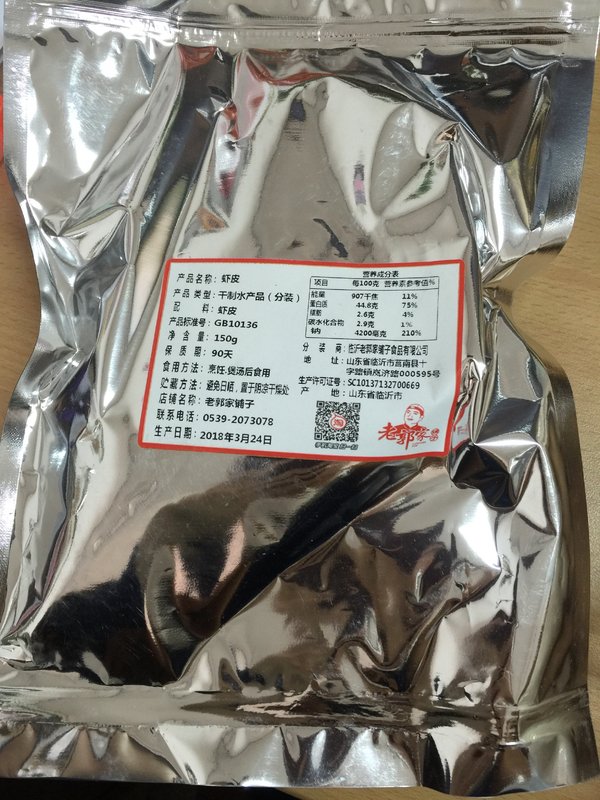 产品名称：虾皮
产品类型：干制水产品（分装）
配　　料：虾皮
产品标准号：GB10136
含 净 量：150g
保 质 期：90天
食用方法：烹饪.煲汤后食用
贮藏方法：避免日晒，置于阴凉干燥处
店铺名称：老郭家铺子
联系电话：0539-2073078
生产日期：2018年3月24日
营养成分表
项目 每100克 营养素参考值%
能量 907千焦 11%
蛋白质 44.8克 75%
脂肪 2.6克 4%
碳水化合物 2.9克 1%
钠 4200毫克 210%
分 装 商：临沂老郭家铺子食品有限公司
地　　址：山东省临沂市莒南县十
字路镇岚济路000595号
生产许可证号：SC10137132700669
产　　地：山东省临沂市
老郭家